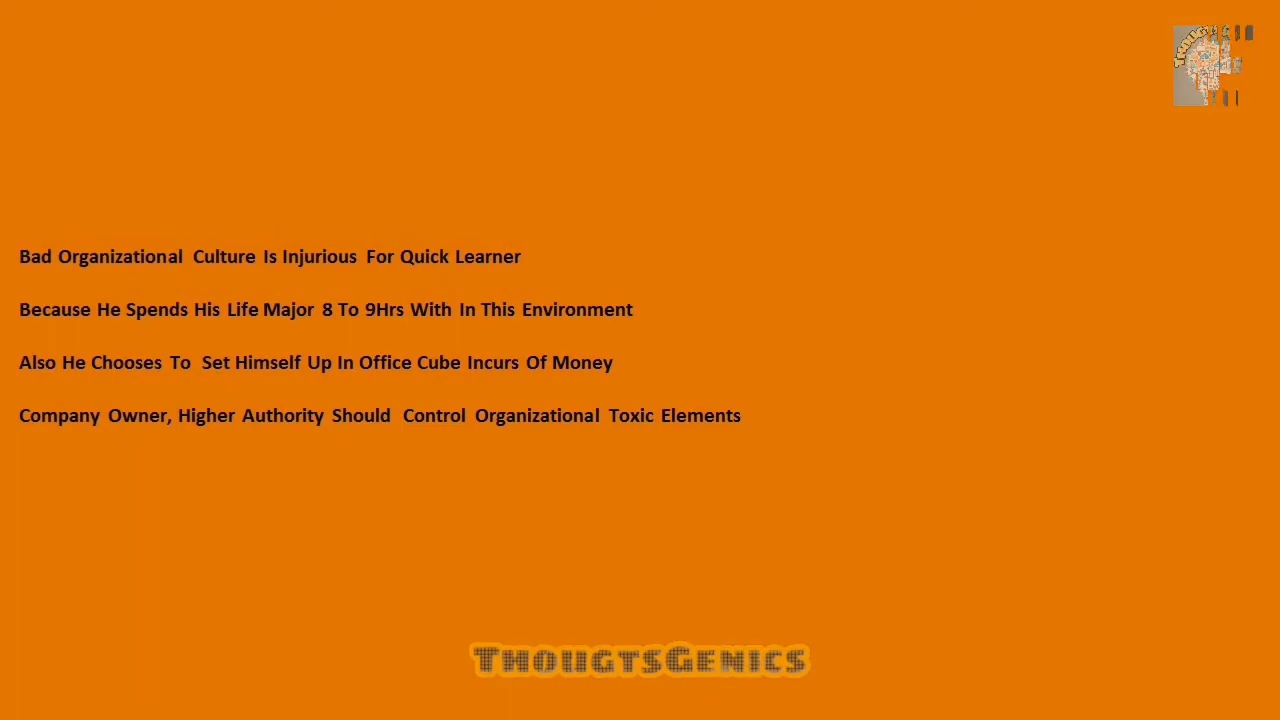 Bad Organizational Culture Is Injurious For Quick Learner
Because He Spends His Life Major 8 To 9Hrs With In This Environment
Also He Chooses To Set Himself Up In Office Cube Incurs Of Money
Company Owner, Higher Authority Should Control Organizational Toxic Elements
ThougtsGenics